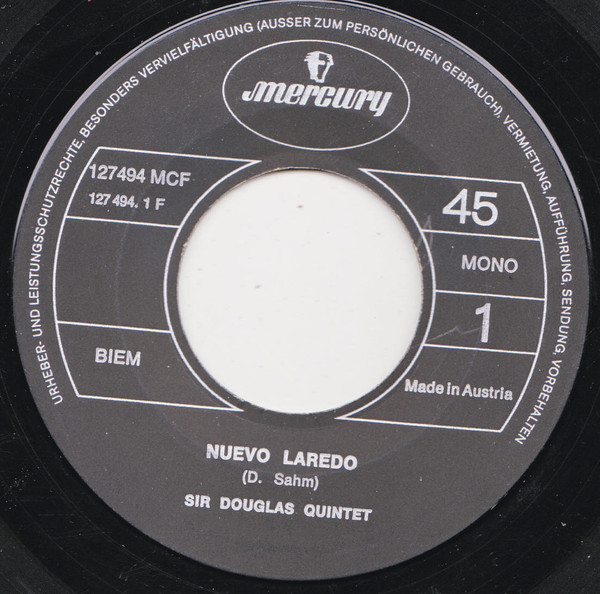 URHEBER- UND LEISTUNGSSCHUTZRECHTE, BESONDERS VERVIELFÄLTIGUNG (AUSSER ZUM PERSÖNLICHEN GEBRAUCH), VERMIETUNG, AUFFÜHRUNG, SENDUNG, VORBEHALTEN
mercury
127494 MCF
127 494. 1 F
BIEM
45
MONO
1
Made in Austria
NUEVO LAREDO
(D. Sahm)
SIR DOUGLAS QUINTET